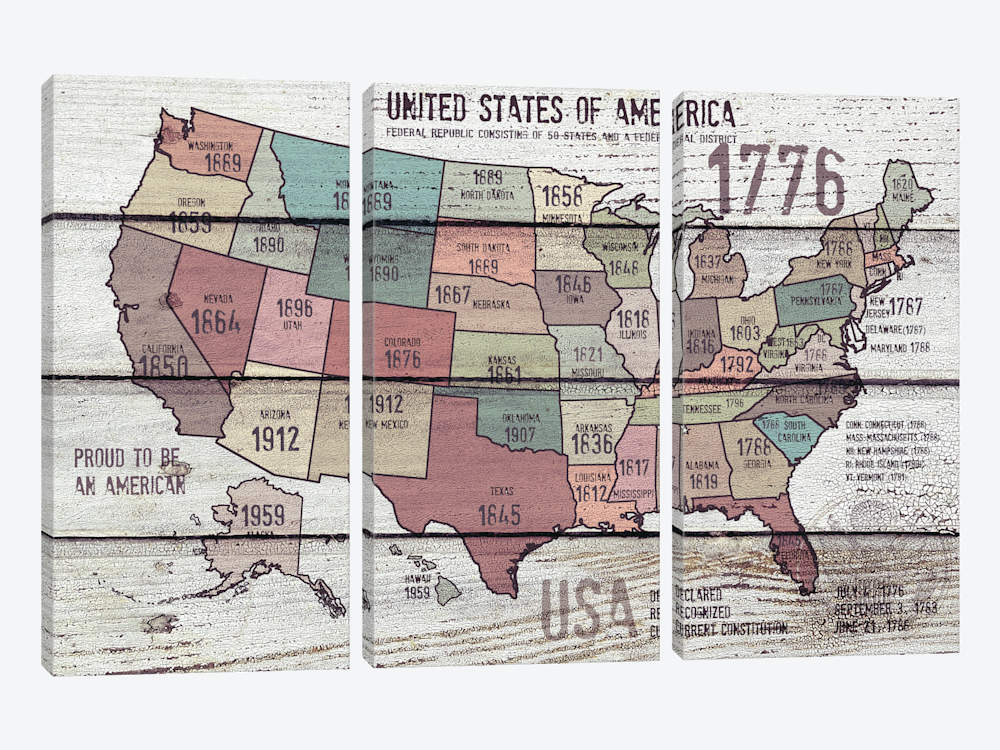 UNITED STATES OF AMERICA
FEDERAL REPUBLIC CONSISTING OF 50 STATES AND A FEDERAL DISTRICT
1776
WASHINGTON
1889
OREGON
1859
IDAHO
1890
MONTANA
1889
1889
NORTH DAKOTA
1858
MINNESOTA
SOUTH DAKOTA
1889
WYOMING
1890
WISCONSIN
1848
1837
MICHIGAN
1788
NEW YORK
1820
MAINE
VT
NH
MASS
CONN
NEVADA
1864
1896
UTAH
CALIFORNIA
1850
COLORADO
1876
1867
NEBRASKA
1846
IOWA
1818
ILLINOIS
INDIANA
1816
OHIO
1803
1787
PENNSYLVANIA
NEW
JERSEY 1787
DELAWARE(1787)
MARYLAND 1788
KANSAS
1861
1821
MISSOURI
1792
KENTUCKY
WEST 1863
VIRGINIA
DC
1788
VIRGINIA
1789
NORTH CAROLINA
TENNESSEE 1796
ARIZONA
1912
1912
NEW MEXICO
OKLAHOMA
1907
ARKANSAS
1836
1788 SOUTH
CAROLINA
1788
GEORGIA
ALABAMA
1819
1817
MISSISSIPPI
LOUISIANA
1812
TEXAS
1845
CONN: CONNECTICUT (1788)
MASS: MASSACHUSETTS (1788)
NH: NEW HAMPSHIRE (1788)
RI: RHODE ISLAND (1790)
VT: VERMONT (1791)
PROUD TO BE
AN AMERICAN
1959
HAWAII
1959
USA
DECLARED JULY 4, 1776
RECOGNIZED SEPTEMBER 3, 1783
CURRENT CONSTITUTION JUNE 21, 1788